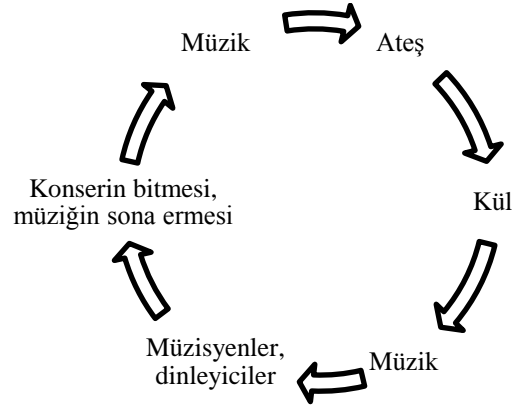 Müzik
Ateş
Kül
Müzik
Müzisyenler,
dinleyiciler
Konserin bitmesi,
müziğin sona ermesi